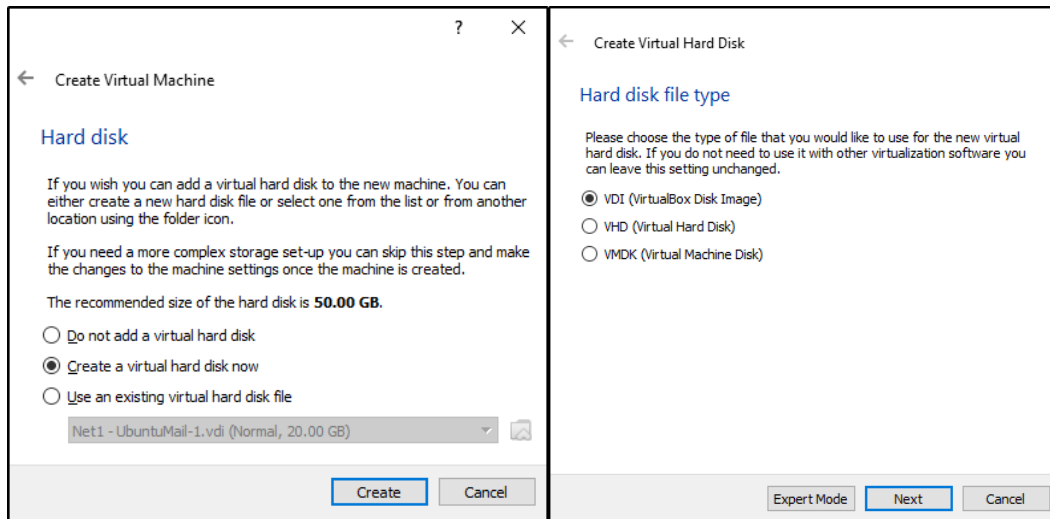 ?
Create Virtual Machine
Hard disk
If you wish you can add a virtual hard disk to the new machine. You can
either create a new hard disk file or select one from the list or from another
location using the folder icon.
If you need a more complex storage set-up you can skip this step and make
the changes to the machine settings once the machine is created.
The recommended size of the hard disk is 50.00 GB.
Do not add a virtual hard disk
Create a virtual hard disk now
Use an existing virtual hard disk file
Net1 - UbuntuMail-1.vdi (Normal, 20.00 GB)
Create
Cancel
Create Virtual Hard Disk
Hard disk file type
Please choose the type of file that you would like to use for the new virtual
hard disk. If you do not need to use it with other virtualization software you
can leave this setting unchanged.
VDI (VirtualBox Disk Image)
VHD (Virtual Hard Disk)
VMDK (Virtual Machine Disk)
Expert Mode
Next
Cancel